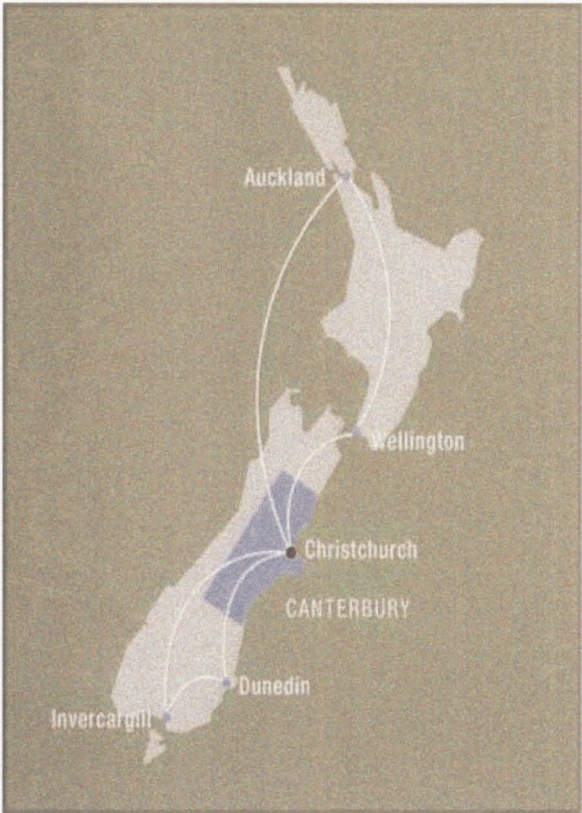 Auckland
Wellington
Christchurch
CANTERBURY
Dunedin
Invercargill